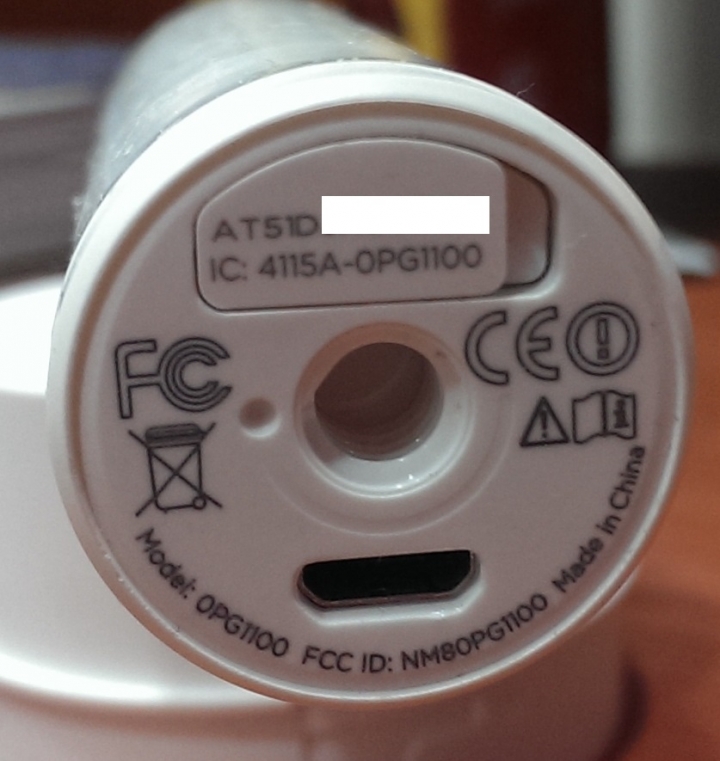 AT51D
IC: 4115A-0PG1100
FC CE
Model: 0PG1100 FCC ID: NM80PG1100 Made in China